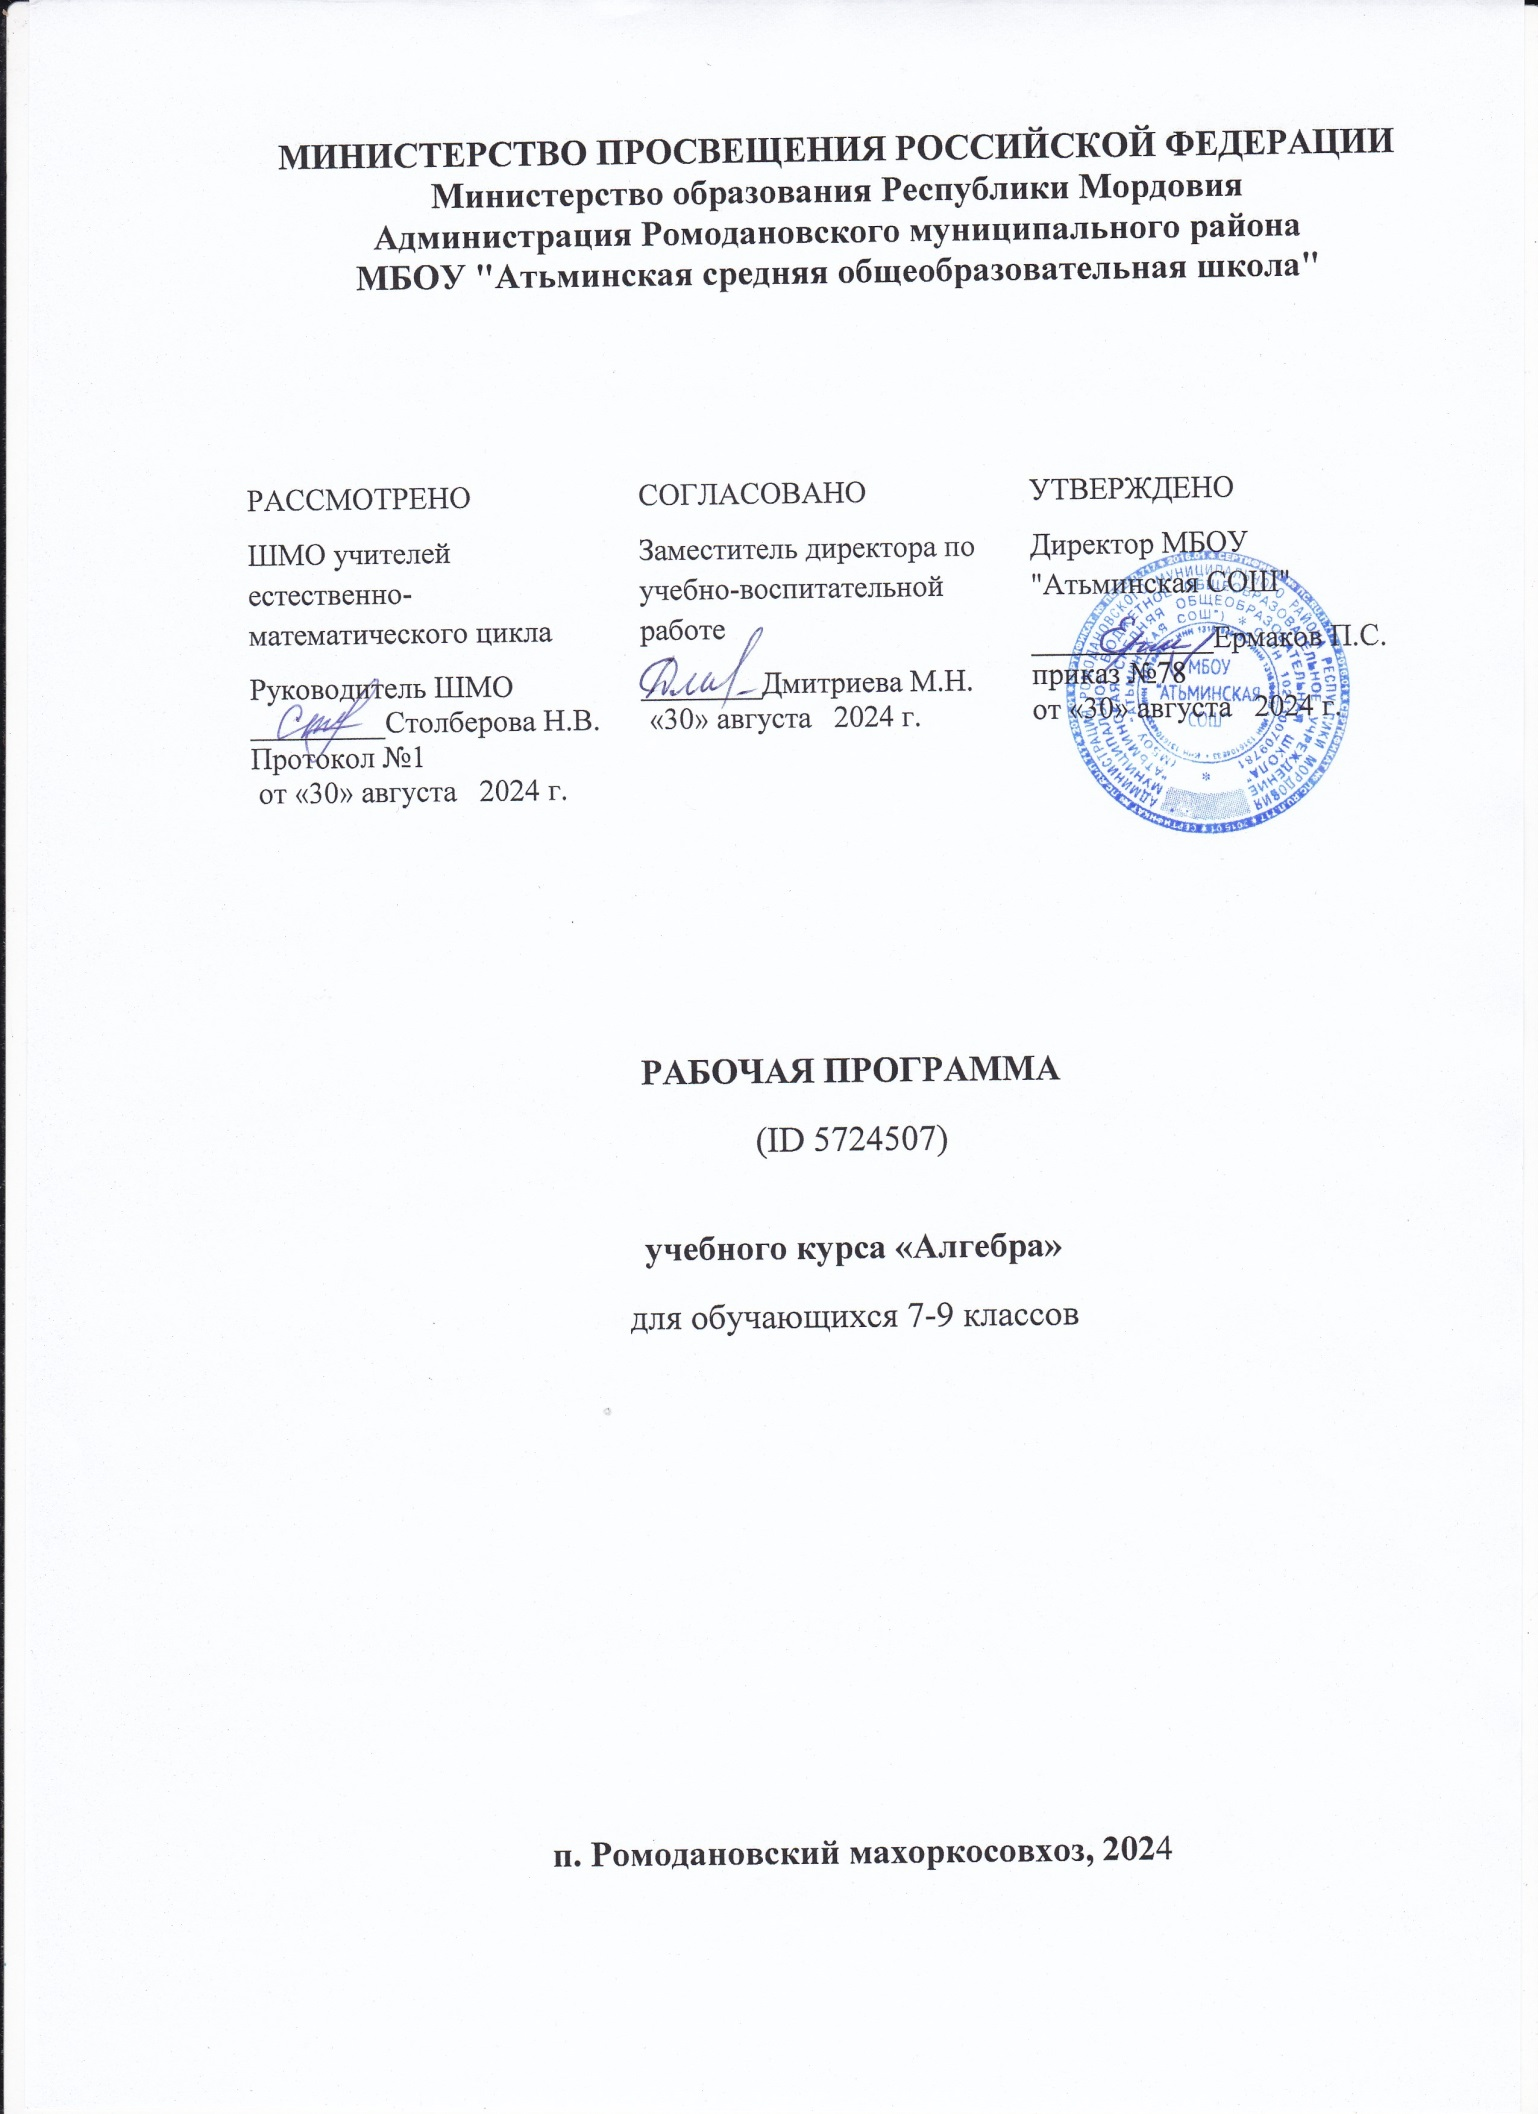 МИНИСТЕРСТВО ПРОСВЕЩЕНИЯ РОССИЙСКОЙ ФЕДЕРАЦИИ
Министерство образования Республики Мордовия
Администрация Ромодановского муниципального района
МБОУ "Атьминская средняя общеобразовательная школа"
РАССМОТРЕНО
ШМО учителей
естественно-
математического цикла
Руководитель ШМО
__________Столберова Н.В.
Протокол №1
от «30» августа 2024 г.
СОГЛАСОВАНО
Заместитель директора по
учебно-воспитательной
работе
_________Дмитриева М.Н.
«30» августа 2024 г.
УТВЕРЖДЕНО
Директор МБОУ
"Атьминская СОШ"
_____________Ермаков П.С.
приказ №78
от «30» августа 2024 г.
МБОУ
"АТЬМИНСКАЯ
СОШ"
РАБОЧАЯ ПРОГРАММА
(ID 5724507)
учебного курса «Алгебра»
для обучающихся 7-9 классов
п. Ромодановский махоркосовхоз, 2024